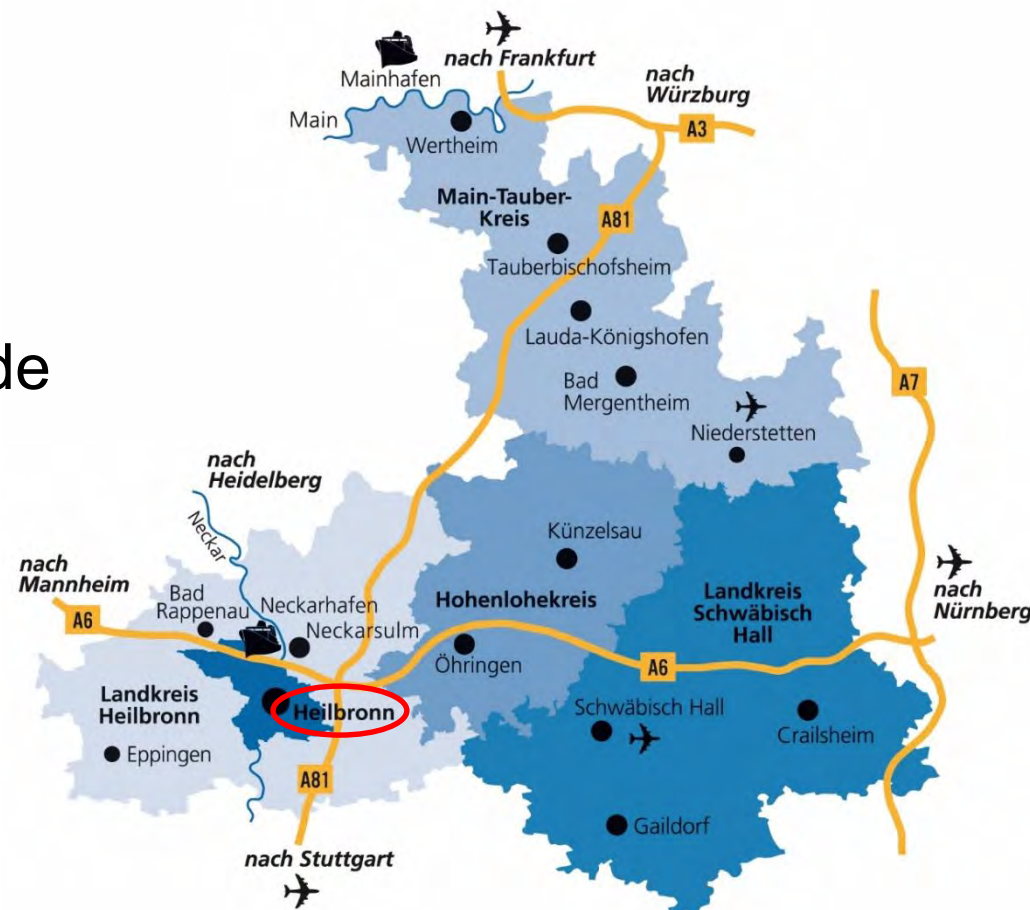 nach Frankfurt
Mainhafen
nach
Würzburg
Main
A3
Wertheim
Main-Tauber-
Kreis
A81
Tauberbischofsheim
Lauda-Königshofen
de
Bad
Mergentheim
A7
Niederstetten
nach
Heidelberg
Neckar
Künzelsau
nach
Mannheim
nach
Nürnberg
Bad
Rappenau
Neckarhafen
Neckarsulm
Hohenlohekreis
Landkreis
Schwäbisch
Hall
A6
Öhringen
A6
Landkreis
Heilbronn
Heilbronn
Schwäbisch Hall
Crailsheim
Eppingen
A81
Gaildorf
nach Stuttgart